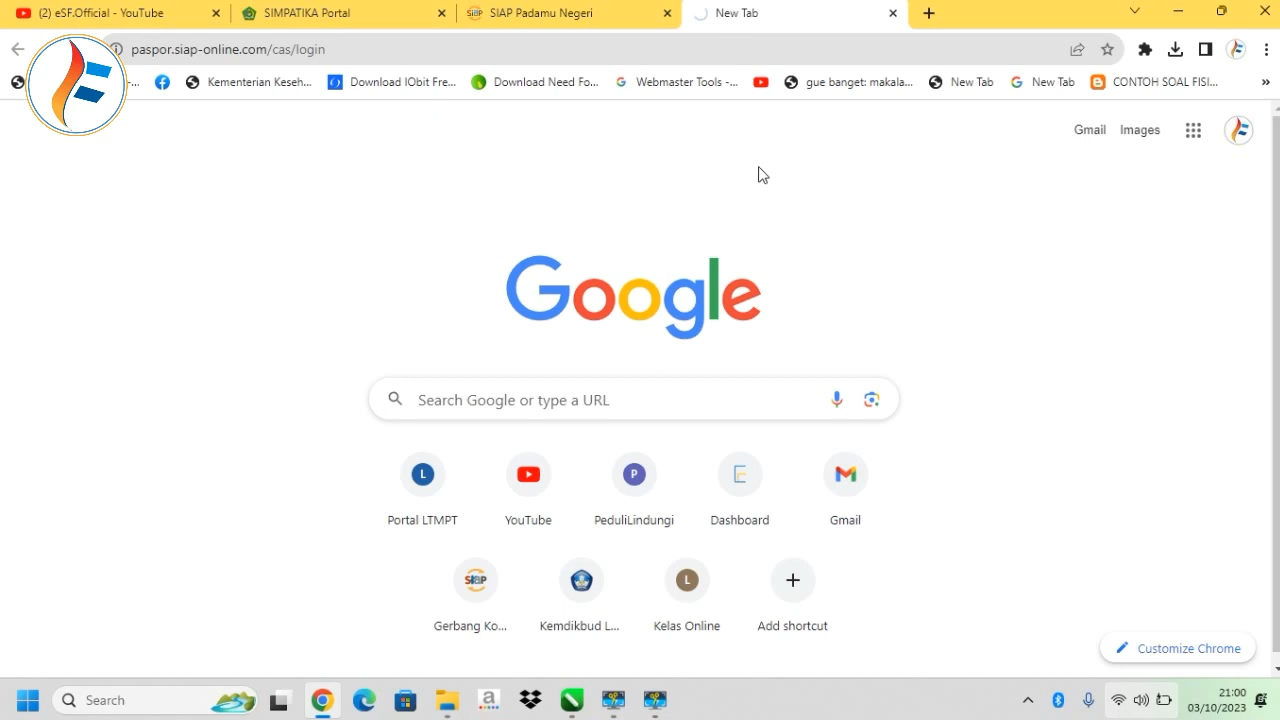 (2) eSF.Official - YouTube
SIMPATIKA Portal
SIAP Padamu Negeri
New Tab
paspor.siap-online.com/cas/login
Kementerian Keseh...
Download IObit Fre...
Download Need Fo...
Webmaster Tools -...
gue banget: makala...
New Tab
New Tab
CONTOH SOAL FISI...
Gmail
Images
Google
Search Google or type a URL
L
P
Portal LTMPT
YouTube
PeduliLindungi
Dashboard
Gmail
SIAP
L
Gerbang Ko...
Kemdikbud L...
Kelas Online
Add shortcut
Customize Chrome
Search
21:00
03/10/2023